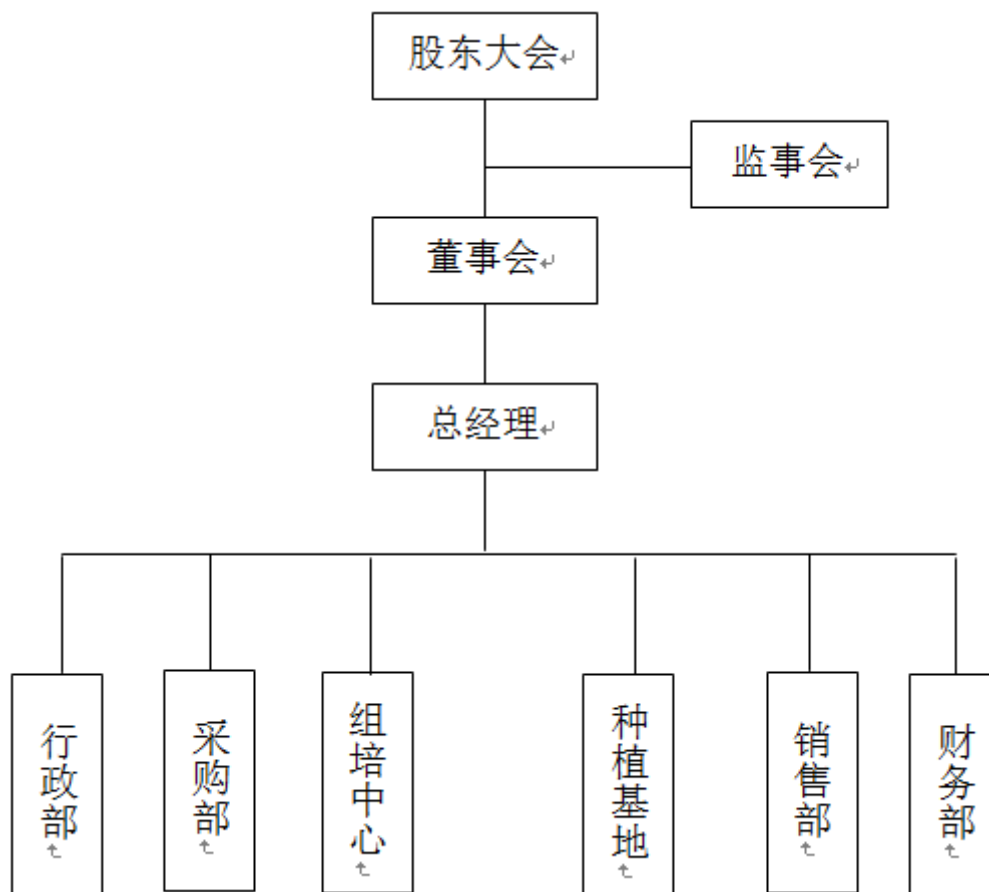 股东大会
监事会
董事会
总经理
行政部
采购部
组培中心
种植基地
销售部
财务部